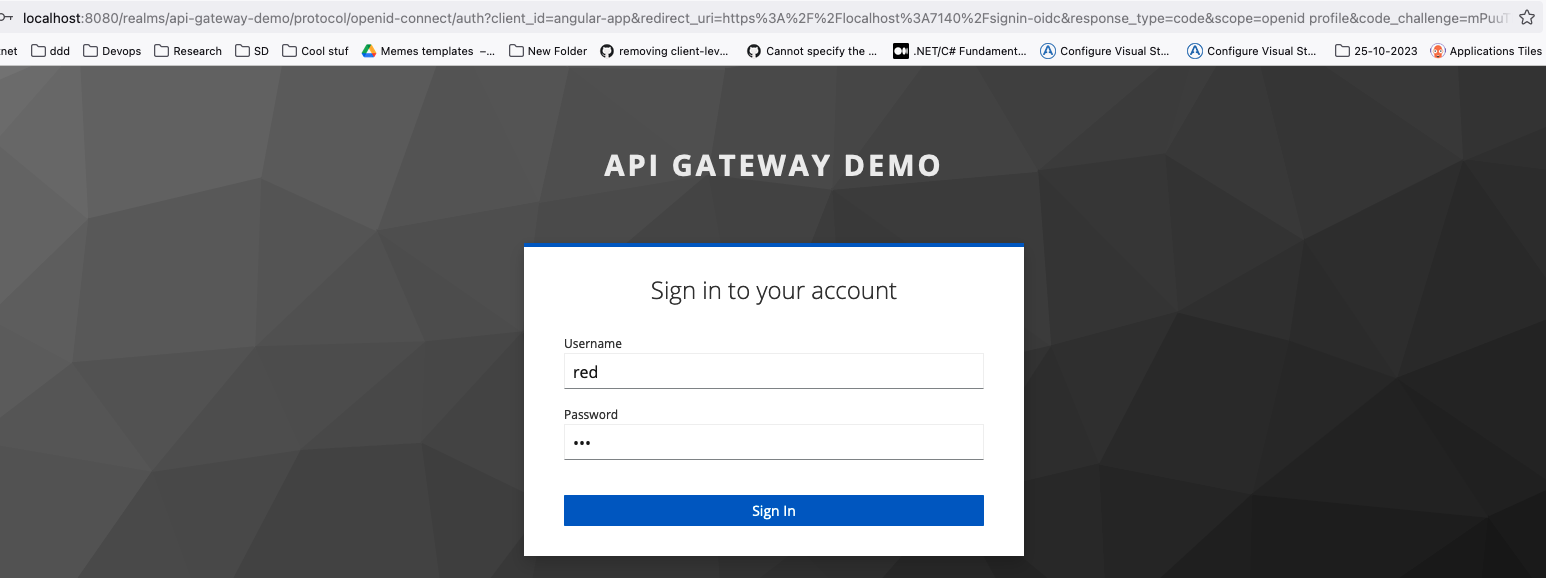 localhost:8080/realms/api-gateway-demo/protocol/openid-connect/auth?client_id=angular-app&redirect_uri=https%3A%2F%2Flocalhost%3A7140%2Fsignin-oidc&response_type=code&scope=openid profile&code_challenge=mPuuT
net ddd Devops Research SD Cool stuf Memes templates –... New Folder removing client-lev... Cannot specify the ... .NET/C# Fundament... Configure Visual St... Configure Visual St... 25-10-2023 Applications Tiles
API GATEWAY DEMO
Sign in to your account
Username
red
Password
•••
Sign In